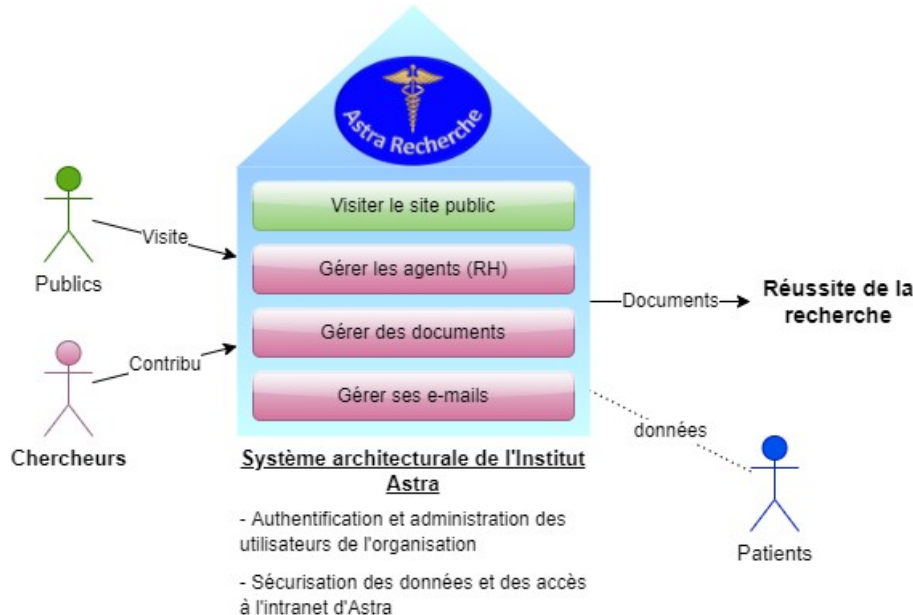 Astra Recherche
Visiter le site public
Publics
Visite
Gérer les agents (RH)
Gérer des documents
Gérer ses e-mails
Chercheurs
Contribu
Documents
Réussite de la
recherche
données
Patients
Système architecturale de l'Institut
Astra
- Authentification et administration des
utilisateurs de l'organisation
- Sécurisation des données et des accès
à l'intranet d'Astra